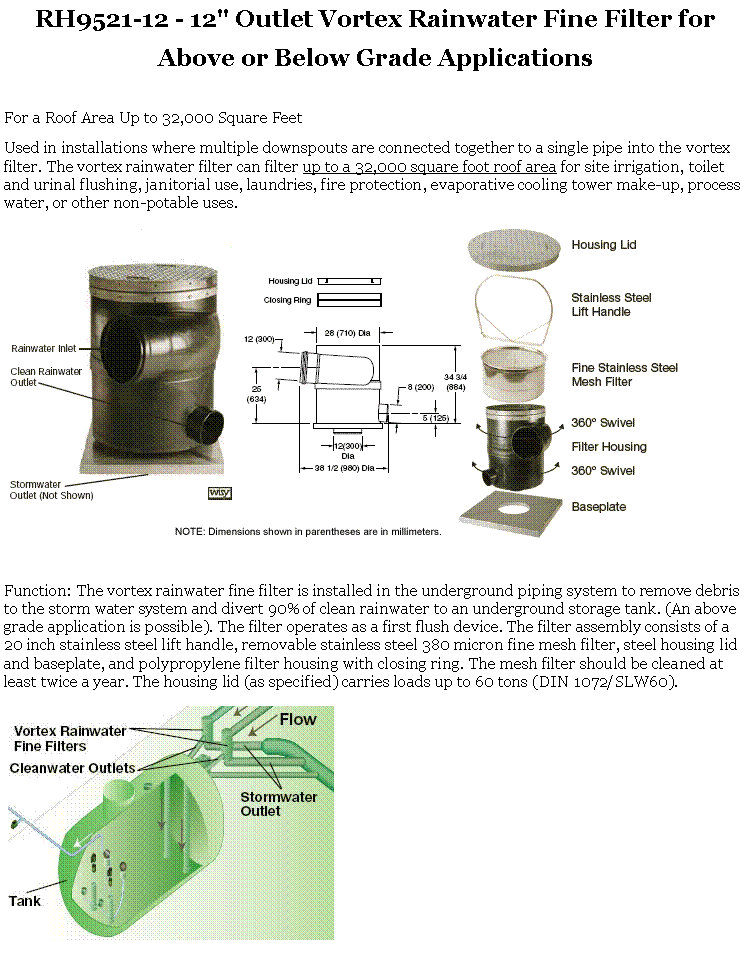 RH9521-12 - 12" Outlet Vortex Rainwater Fine Filter for
Above or Below Grade Applications
For a Roof Area Up to 32,000 Square Feet
Used in installations where multiple downspouts are connected together to a single pipe into the vortex
filter. The vortex rainwater filter can filter up to a 32,000 square foot roof area for site irrigation, toilet
and urinal flushing, janitorial use, laundries, fire protection, evaporative cooling tower make-up, process
water, or other non-potable uses.
Rainwater Inlet
Clean Rainwater
Outlet
Stormwater
Outlet (Not Shown)
wisy
Housing Lid
Closing Ring
28 (710) Dia
12 (300)
25
(634)
8 (200)
34 3/4
(884)
5 (125)
12(300)
Dia
38 1/2 (980) Dia
Housing Lid
Stainless Steel
Lift Handle
Fine Stainless Steel
Mesh Filter
360° Swivel
Filter Housing
360° Swivel
Baseplate
NOTE: Dimensions shown in parentheses are in millimeters.
Function: The vortex rainwater fine filter is installed in the underground piping system to remove debris
to the storm water system and divert 90% of clean rainwater to an underground storage tank. (An above
grade application is possible). The filter operates as a first flush device. The filter assembly consists of a
20 inch stainless steel lift handle, removable stainless steel 380 micron fine mesh filter, steel housing lid
and baseplate, and polypropylene filter housing with closing ring. The mesh filter should be cleaned at
least twice a year. The housing lid (as specified) carries loads up to 60 tons (DIN 1072/SLW60).
Vortex Rainwater
Fine Filters
Cleanwater Outlets
Flow
Stormwater
Outlet
Tank